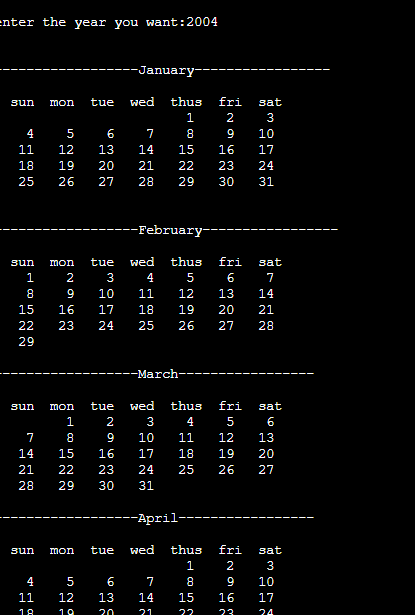 enter the year you want:2004
-----------------January-----------------
sun mon tue wed thus fri sat
1 2 3
4 5 6 7 8 9 10
11 12 13 14 15 16 17
18 19 20 21 22 23 24
25 26 27 28 29 30 31
-----------------February-----------------
sun mon tue wed thus fri sat
1 2 3 4 5 6 7
8 9 10 11 12 13 14
15 16 17 18 19 20 21
22 23 24 25 26 27 28
29
-----------------March-----------------
sun mon tue wed thus fri sat
1 2 3 4 5 6
7 8 9 10 11 12 13
14 15 16 17 18 19 20
21 22 23 24 25 26 27
28 29 30 31
-----------------April-----------------
sun mon tue wed thus fri sat
1 2 3
4 5 6 7 8 9 10
11 12 13 14 15 16 17
18 19 20 21 22 23 24